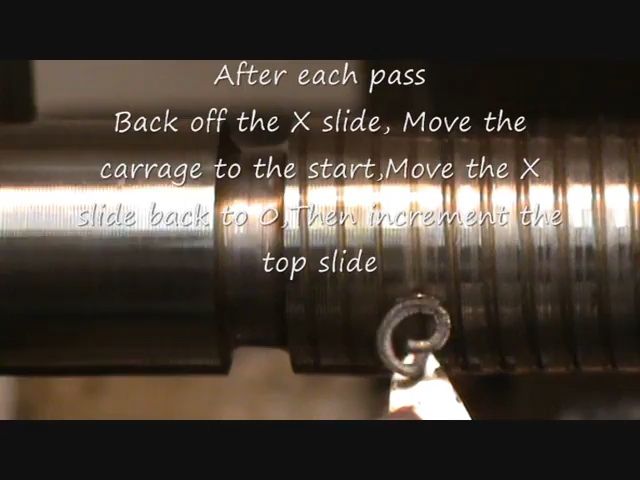 After each pass
Back off the X slide, Move the
carrage to the start,Move the X
slide back to 0,Then increment the
top slide